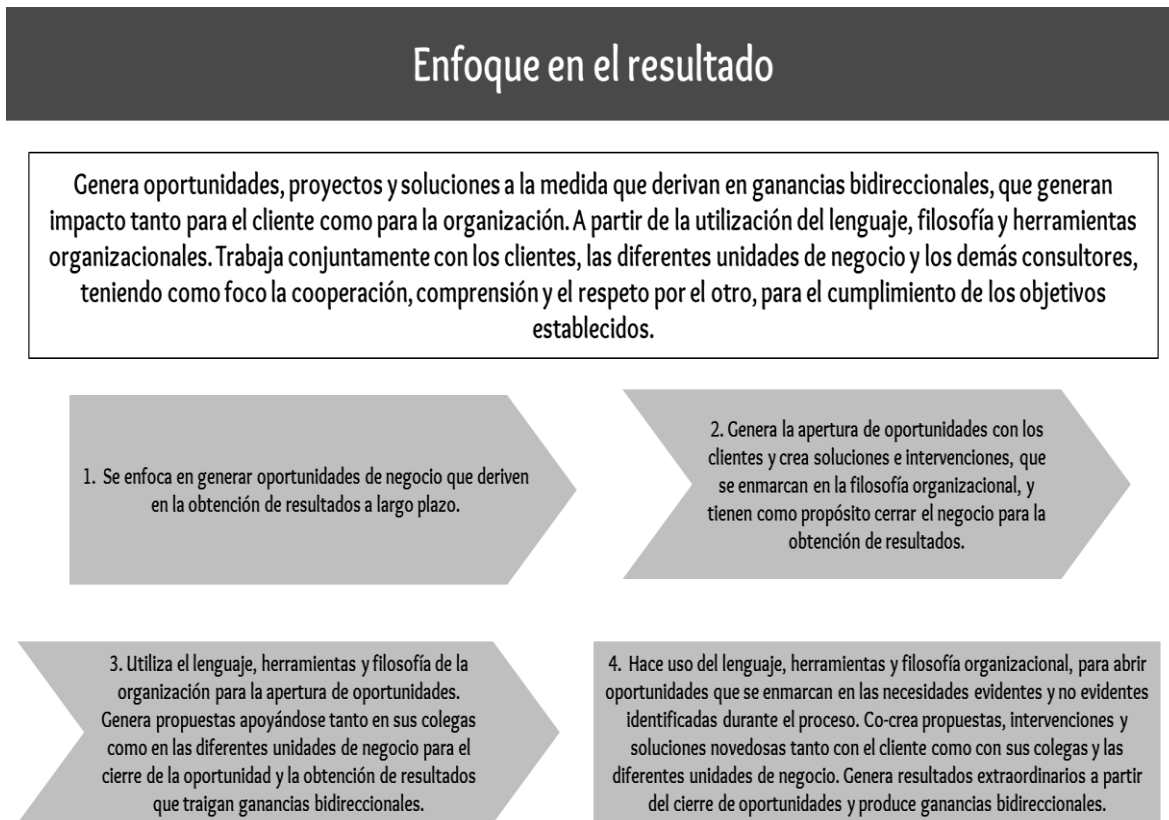 Enfoque en el resultado
Genera oportunidades, proyectos y soluciones a la medida que derivan en ganancias bidireccionales, que generan
impacto tanto para el cliente como para la organización. A partir de la utilización del lenguaje, filosofía y herramientas
organizacionales. Trabaja conjuntamente con los clientes, las diferentes unidades de negocio y los demás consultores,
teniendo como foco la cooperación, comprensión y el respeto por el otro, para el cumplimiento de los objetivos
establecidos.
1. Se enfoca en generar oportunidades de negocio que deriven
en la obtención de resultados a largo plazo.
2. Genera la apertura de oportunidades con los
clientes y crea soluciones e intervenciones, que
se enmarcan en la filosofía organizacional, y
tienen como propósito cerrar el negocio para la
obtención de resultados.
3. Utiliza el lenguaje, herramientas y filosofía de la
organización para la apertura de oportunidades.
Genera propuestas apoyándose tanto en sus colegas
como en las diferentes unidades de negocio para el
cierre de la oportunidad y la obtención de resultados
que traigan ganancias bidireccionales.
4. Hace uso del lenguaje, herramientas y filosofía organizacional, para abrir
oportunidades que se enmarcan en las necesidades evidentes y no evidentes
identificadas durante el proceso. Co-crea propuestas, intervenciones y
soluciones novedosas tanto con el cliente como con sus colegas y las
diferentes unidades de negocio. Genera resultados extraordinarios a partir
del cierre de oportunidades y produce ganancias bidireccionales.